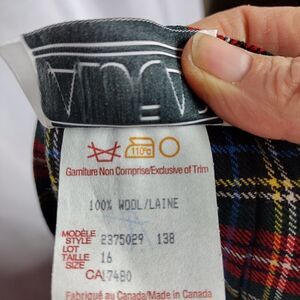 110°
Garniture Non Comprise/Exclusive of Trim
100% WOOL/LAINE
MODÈLE
STYLE 2375029 138
LOT
TAILLE 16
SIZE
CA17480
Fabriqué au Canada/Made in Canada